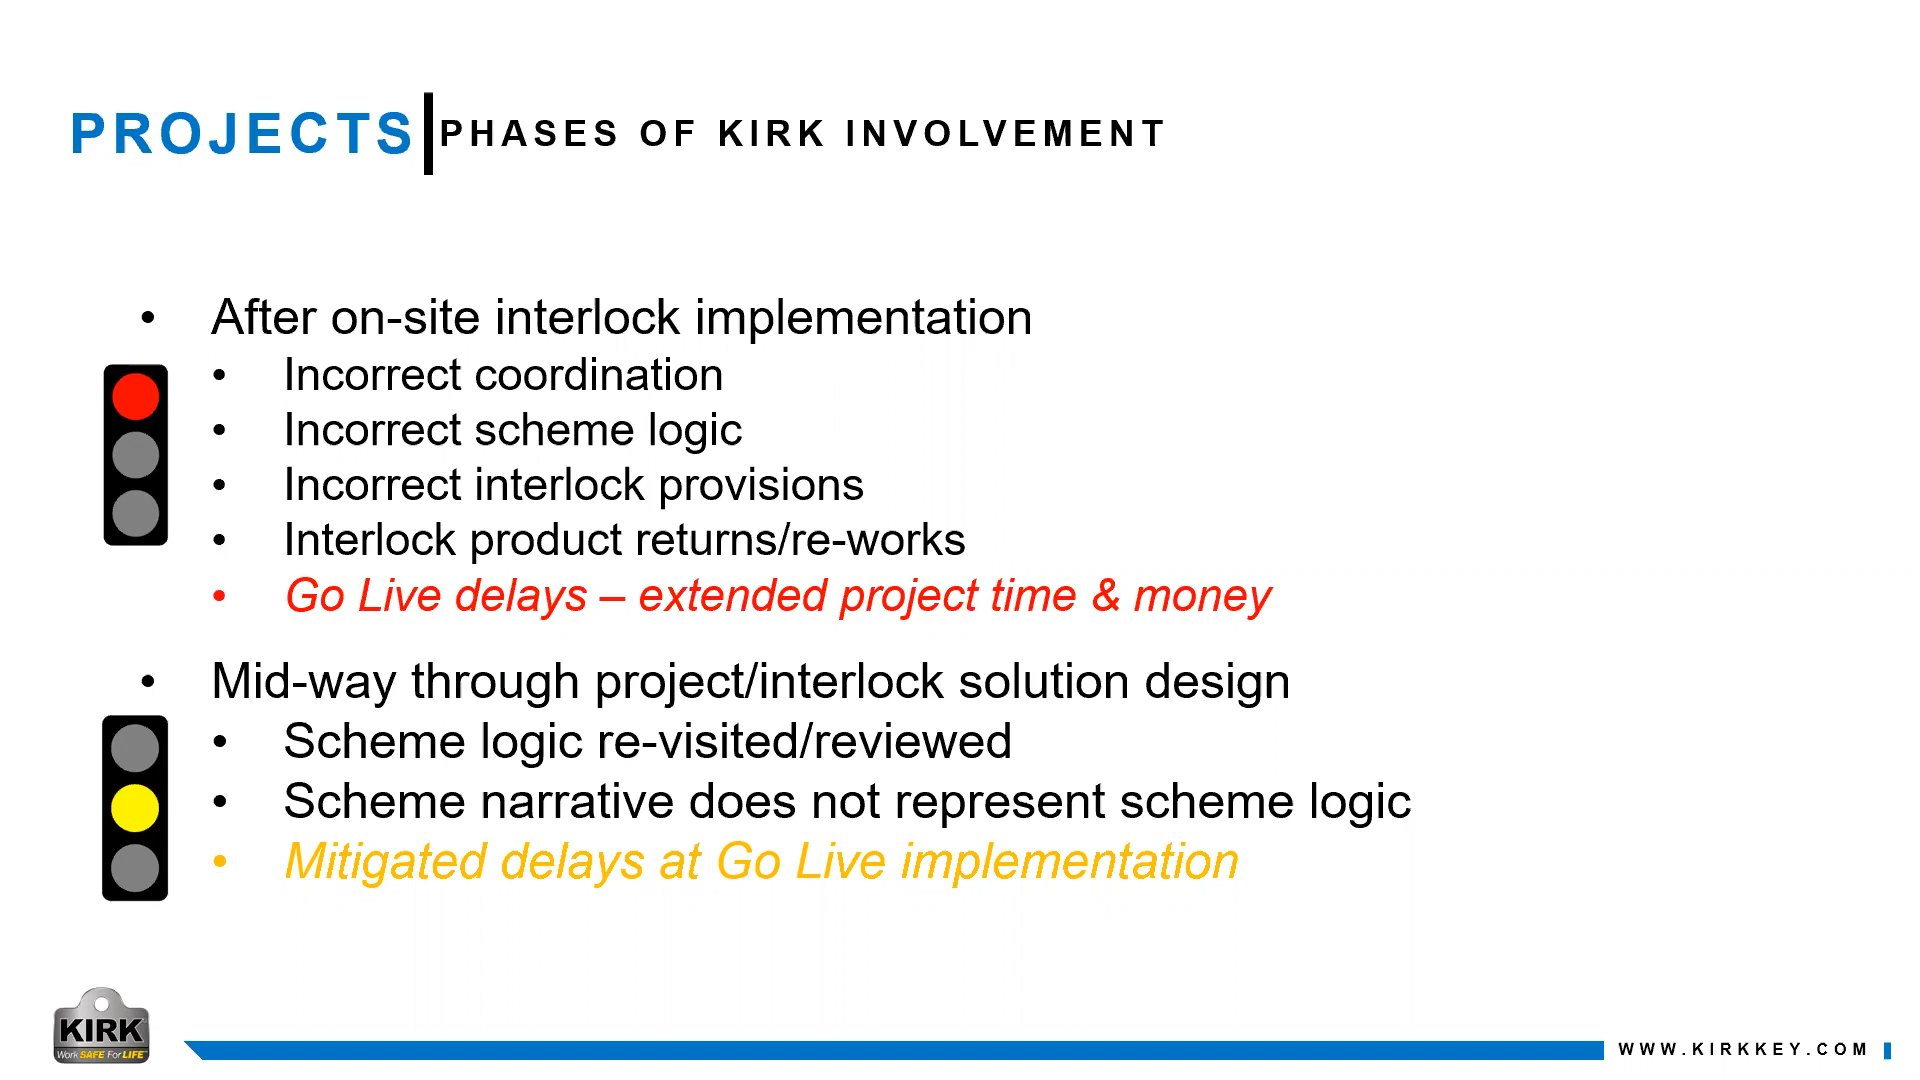 PROJECTS PHASES OF KIRK INVOLVEMENT
• After on-site interlock implementation
• Incorrect coordination
• Incorrect scheme logic
• Incorrect interlock provisions
• Interlock product returns/re-works
• Go Live delays – extended project time & money
• Mid-way through project/interlock solution design
• Scheme logic re-visited/reviewed
• Scheme narrative does not represent scheme logic
• Mitigated delays at Go Live implementation
KIRK
Work SAFE For LIFE
WWW.KIRKKEY.COM